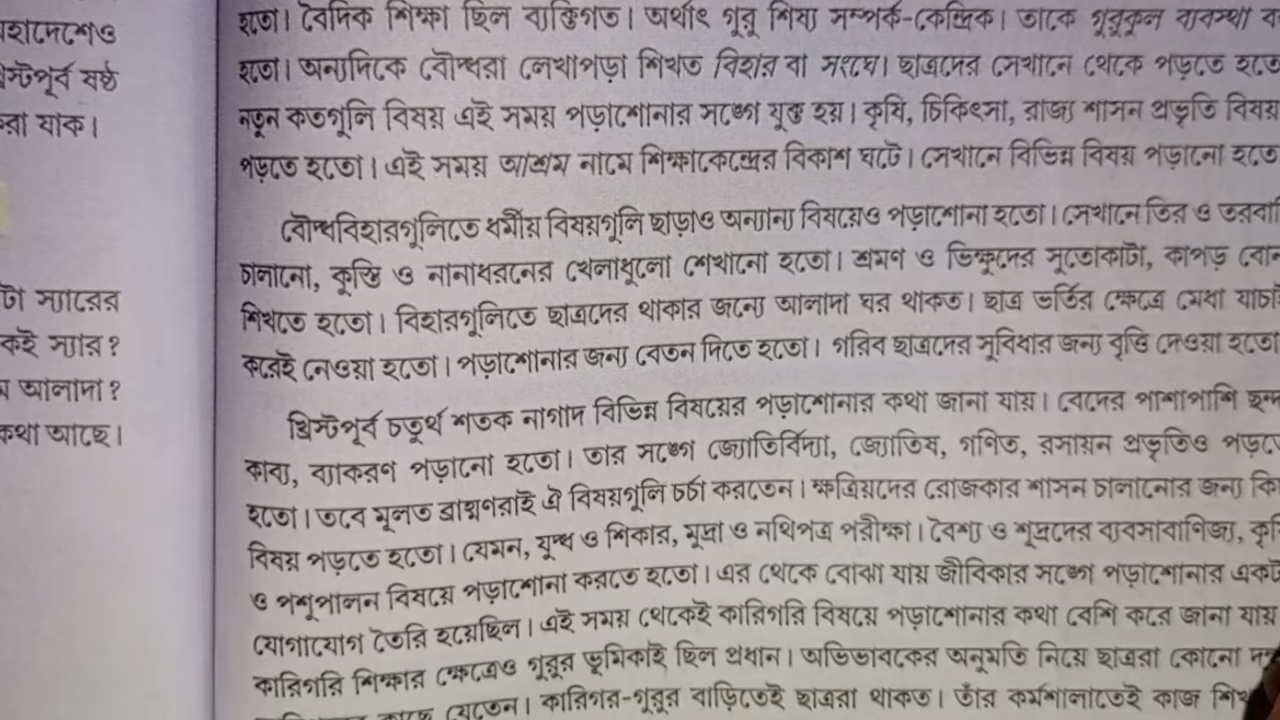 হাদেশেও
স্টপূর্ব ষষ্ঠ
রা যাক।
টা স্যারের
কই স্যার?
ম আলাদা?
কথা আছে।
হতো। বৈদিক শিক্ষা ছিল ব্যক্তিগত। অর্থাৎ গুরু শিষ্য সম্পর্ক-কেন্দ্রিক। তাকে গুরুকুল ব্যবস্থা ব
হতো। অন্যদিকে বৌদ্ধরা লেখাপড়া শিখত বিহার বা সংঘে। ছাত্রদের সেখানে থেকে পড়তে হতো
নতুন কতগুলি বিষয় এই সময় পড়াশোনার সঙ্গে যুক্ত হয়। কৃষি, চিকিৎসা, রাজ্য শাসন প্রভৃতি বিষয়
পড়তে হতো। এই সময় আশ্রম নামে শিক্ষাকেন্দ্রের বিকাশ ঘটে। সেখানে বিভিন্ন বিষয় পড়ানো হতো
বৌদ্ধবিহারগুলিতে ধর্মীয় বিষয়গুলি ছাড়াও অন্যান্য বিষয়েও পড়াশোনা হতো। সেখানে তির ও তরবারি
চালানো, কুস্তি ও নানাধরনের খেলাধুলো শেখানো হতো। শ্রমণ ও ভিক্ষুদের সুতোকাটা, কাপড় বোন
শিখতে হতো। বিহারগুলিতে ছাত্রদের থাকার জন্যে আলাদা ঘর থাকত। ছাত্র ভর্তির ক্ষেত্রে মেধা যাচাই
করেই নেওয়া হতো। পড়াশোনার জন্য বেতন দিতে হতো। গরিব ছাত্রদের সুবিধার জন্য বৃত্তি দেওয়া হতো
খ্রিস্টপূর্ব চতুর্থ শতক নাগাদ বিভিন্ন বিষয়ের পড়াশোনার কথা জানা যায়। বেদের পাশাপাশি ছন্দ
কাব্য, ব্যাকরণ পড়ানো হতো। তার সঙ্গে জ্যোতির্বিদ্যা, জ্যোতিষ, গণিত, রসায়ন প্রভৃতিও পড়তে
হতো। তবে মূলত ব্রাহ্মণরাই ঐ বিষয়গুলি চর্চা করতেন। ক্ষত্রিয়দের রোজকার শাসন চালানোর জন্য কি
বিষয় পড়তে হতো। যেমন, যুদ্ধ ও শিকার, মুদ্রা ও নথিপত্র পরীক্ষা। বৈশ্য ও শূদ্রদের ব্যবসাবাণিজ্য, কৃষি
ও পশুপালন বিষয়ে পড়াশোনা করতে হতো। এর থেকে বোঝা যায় জীবিকার সঙ্গে পড়াশোনার একটা
যোগাযোগ তৈরি হয়েছিল। এই সময় থেকেই কারিগরি বিষয়ে পড়াশোনার কথা বেশি করে জানা যায়
কারিগরি শিক্ষার ক্ষেত্রেও গুরুর ভূমিকাই ছিল প্রধান। অভিভাবকের অনুমতি নিয়ে ছাত্ররা কোনো
কাছে যেতেন। কারিগর-গুরুর বাড়িতেই ছাত্ররা থাকত। তাঁর কর্মশালাতেই কাজ শিখ